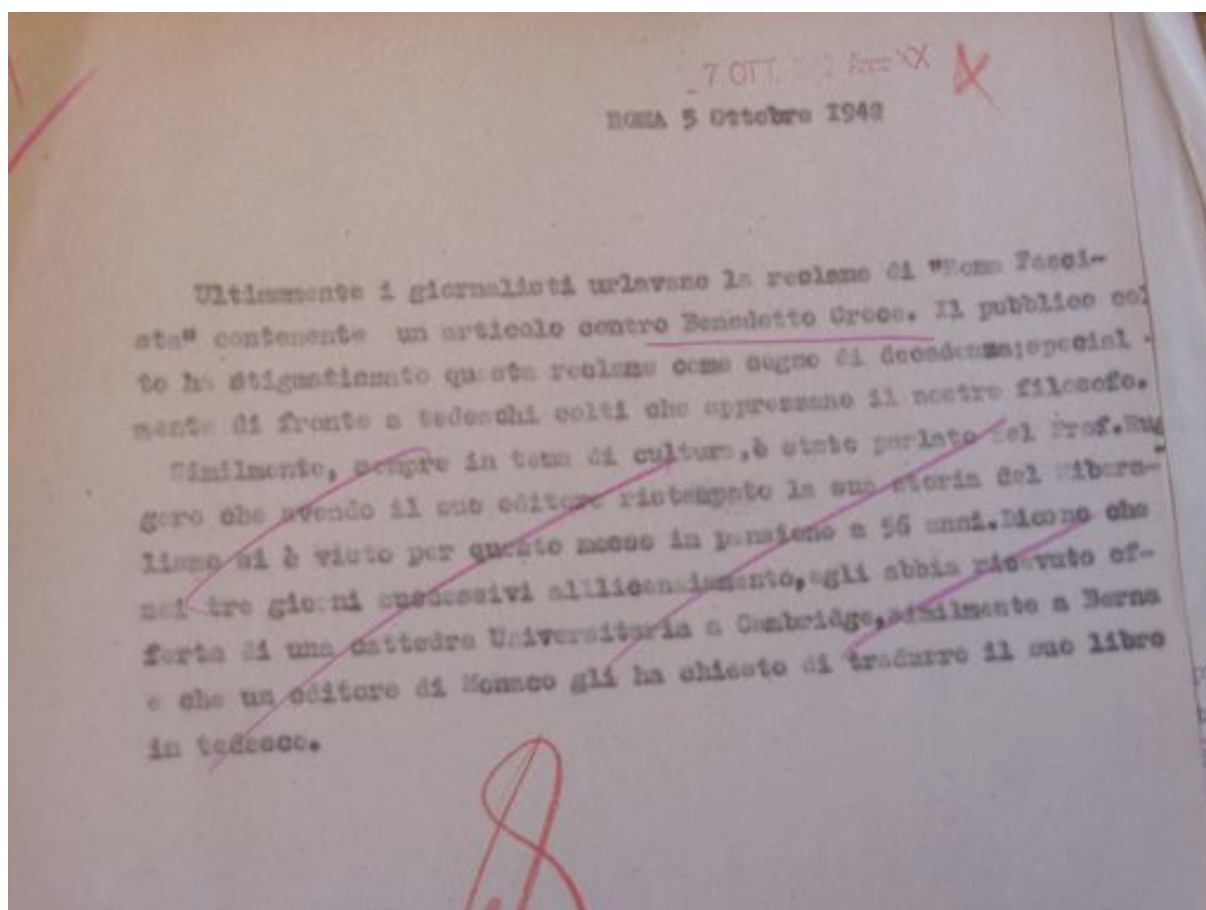 7 OTT. Anno XX
ROMA 5 Ottobre 1942
Ultimamente i giornalisti urlavano la reclame di "Roma Fasci-
sta" contenente un articolo contro Benedetto Croce. Il pubblico col
to ha stigmatizzato questa reclame come segno di decadenza;special -
mente di fronte a tedeschi colti che apprezzano il nostro filosofo.
Similmente, sempre in tema di cultura,è stato parlato del Prof.Rug
gero che avendo il suo editore ristampato la sua storia del libera-
lismo si è visto per questo messo in pensione a 56 anni.Dicono che
nei tre giorni successivi alllicenziamento,egli abbia ricevuto of-
ferta di una cattedra Universitaria a Cambridge,similmente a Berna
e che un editore di Monaco gli ha chiesto di tradurre il suo libro
in tedesco.